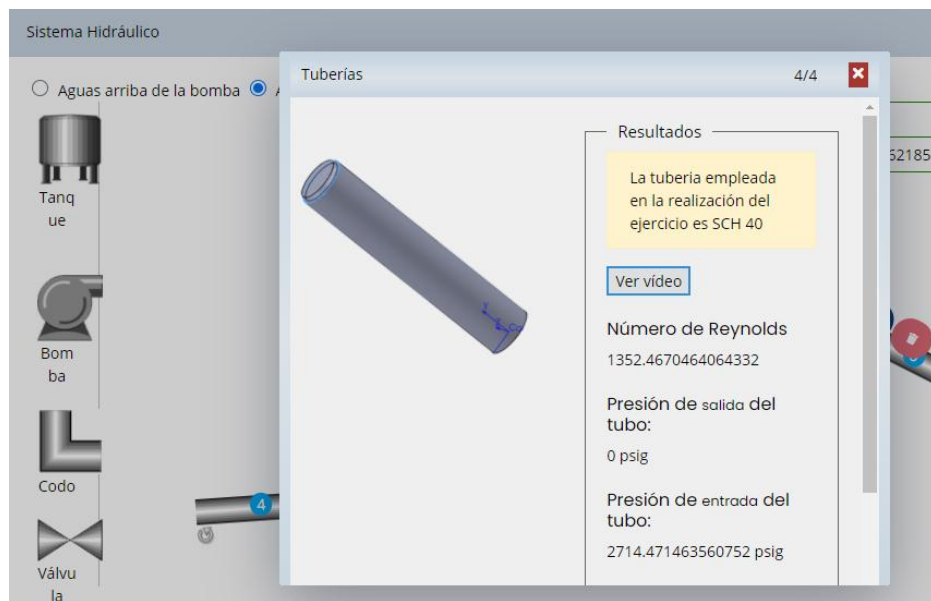 Sistema Hidráulico
Tuberías
4/4
Aguas arriba de la bomba
Resultados
62185
La tuberia empleada
en la realización del
ejercicio es SCH 40
Tanq
ue
Ver vídeo
Bom
ba
Número de Reynolds
1352.4670464064332
Presión de salida del
tubo:
0 psig
Codo
4
Presión de entrada del
tubo:
2714.471463560752 psig
Válvu
la